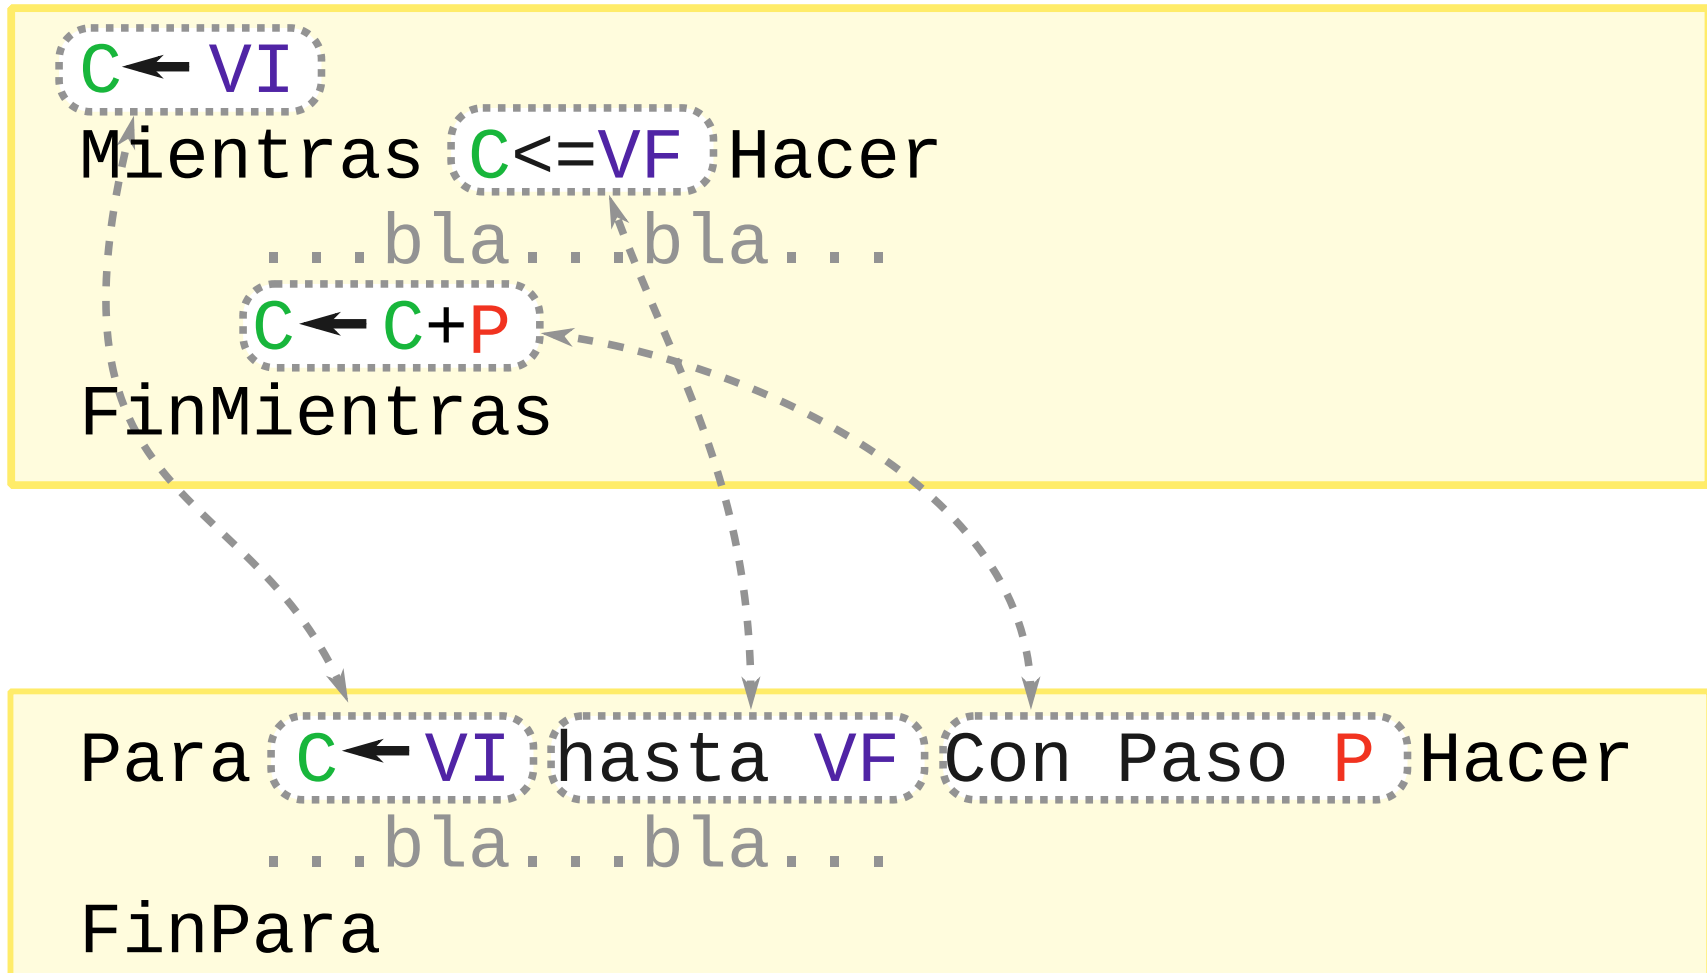 C← VI
Mientras C<=VF Hacer
...bla...bla...
C← C+P
FinMientras
Para C← VI hasta VF Con Paso P Hacer
...bla...bla...
FinPara